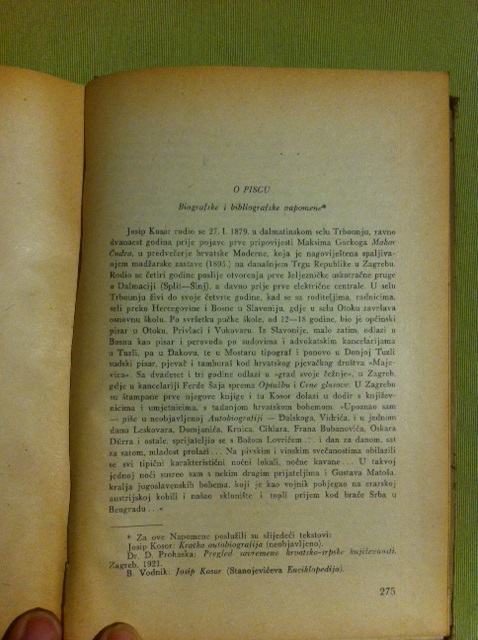 O PISCU
Biografske i bibliografske napomene*
Josip Kosor rodio se 27. I. 1879. u dalmatinskom selu Trbounju, ravno
dvanaest godina prije pojave prve pripovijesti Maksima Gorkoga Makar
Čudra, u predvečerje hrvatske Moderne, koja je nagoviještena spaljiva-
njem madžarske zastave (1895.) na današnjem Trgu Republike u Zagrebu.
Rodio se četiri godine poslije otvorenja prve željezničke uskotračne pruge
u Dalmaciji (Split—Sinj), a davno prije prve električne centrale. U selu
Trbounju živi do svoje četvrte godine, kad se sa roditeljima, radnicima,
seli preko Hercegovine i Bosne u Slavoniju, gdje u selu Otoku završava
osnovnu školu. Po svršetku pučke škole, od 12—18 godine, bio je općinski
pisar u Otoku, Privlaci i Vukovaru. Iz Slavonije, malo zatim, odlazi u
Bosnu kao pisar i perovođa po sudovima i advokatskim kancelarijama
u Tuzli, pa u Đakovu, te u Mostaru tipograf i ponovo u Donjoj Tuzli
sudski pisar, pjevač i tamburaš kod hrvatskog pjevačkog društva »Maje-
vica« Sa dvadeset i tri godine odlazi u »grad svoje čežnje«, u Zagreb,
gdje u kancelariji Ferde Šaja sprema Optužbu i Crne glasove. U Zagrebu
su štampane prve njegove knjige i tu Kosor dolazi u dodir s književ-
nicima i umjetnicima, s tadanjom hrvatskom bohemom »Upoznao sam
— piše u neobjavljenoj Autobiografiji — Dalskoga, Vidrića, i u jednom
danu Leskovara, Domjanića, Krnica, Cihlara, Frana Bubanovića, Oskara
Dürra i ostale, sprijateljio se s Božom Lovrićem ... i dan za danom, sat
za satom, mladost prolazi ... Na pivskim i vinskim svečanostima obilazili
se svi tipični karakteristični noćni lokali, noćne kavane ... U takvoj
jednoj noći susreo sam s nekim drugim prijateljima i Gustava Matoša,
kralja jugoslavenskih bohema, koji je kao vojnik pobjegao na erarskoj
austrijskoj kobili i našao sklonište i topli prijem kod braće Srba u
Beogradu ...«
* Za ove Napomene poslužili su slijedeći tekstovi:
Josip Kosor: Kratka autobiografija (neobjavljeno).
Dr. D. Prohaska: Pregled savremene hrvatsko-srpske književnosti,
Zagreb, 1921.
B. Vodnik: Josip Kosor (Stanojevićeva Enciklopedija).
275